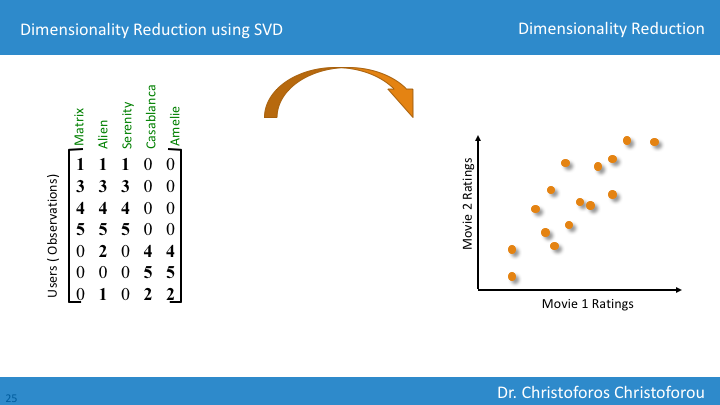 Dimensionality Reduction using SVD
Dimensionality Reduction
Matrix
Alien
Serenity
Casablanca
Amelie
Users ( Observations)
1 1 1 0 0
3 3 3 0 0
4 4 4 0 0
5 5 5 0 0
0 2 0 4 4
0 0 0 5 5
0 1 0 2 2
Movie 2 Ratings
Movie 1 Ratings
25
Dr. Christoforos Christoforou